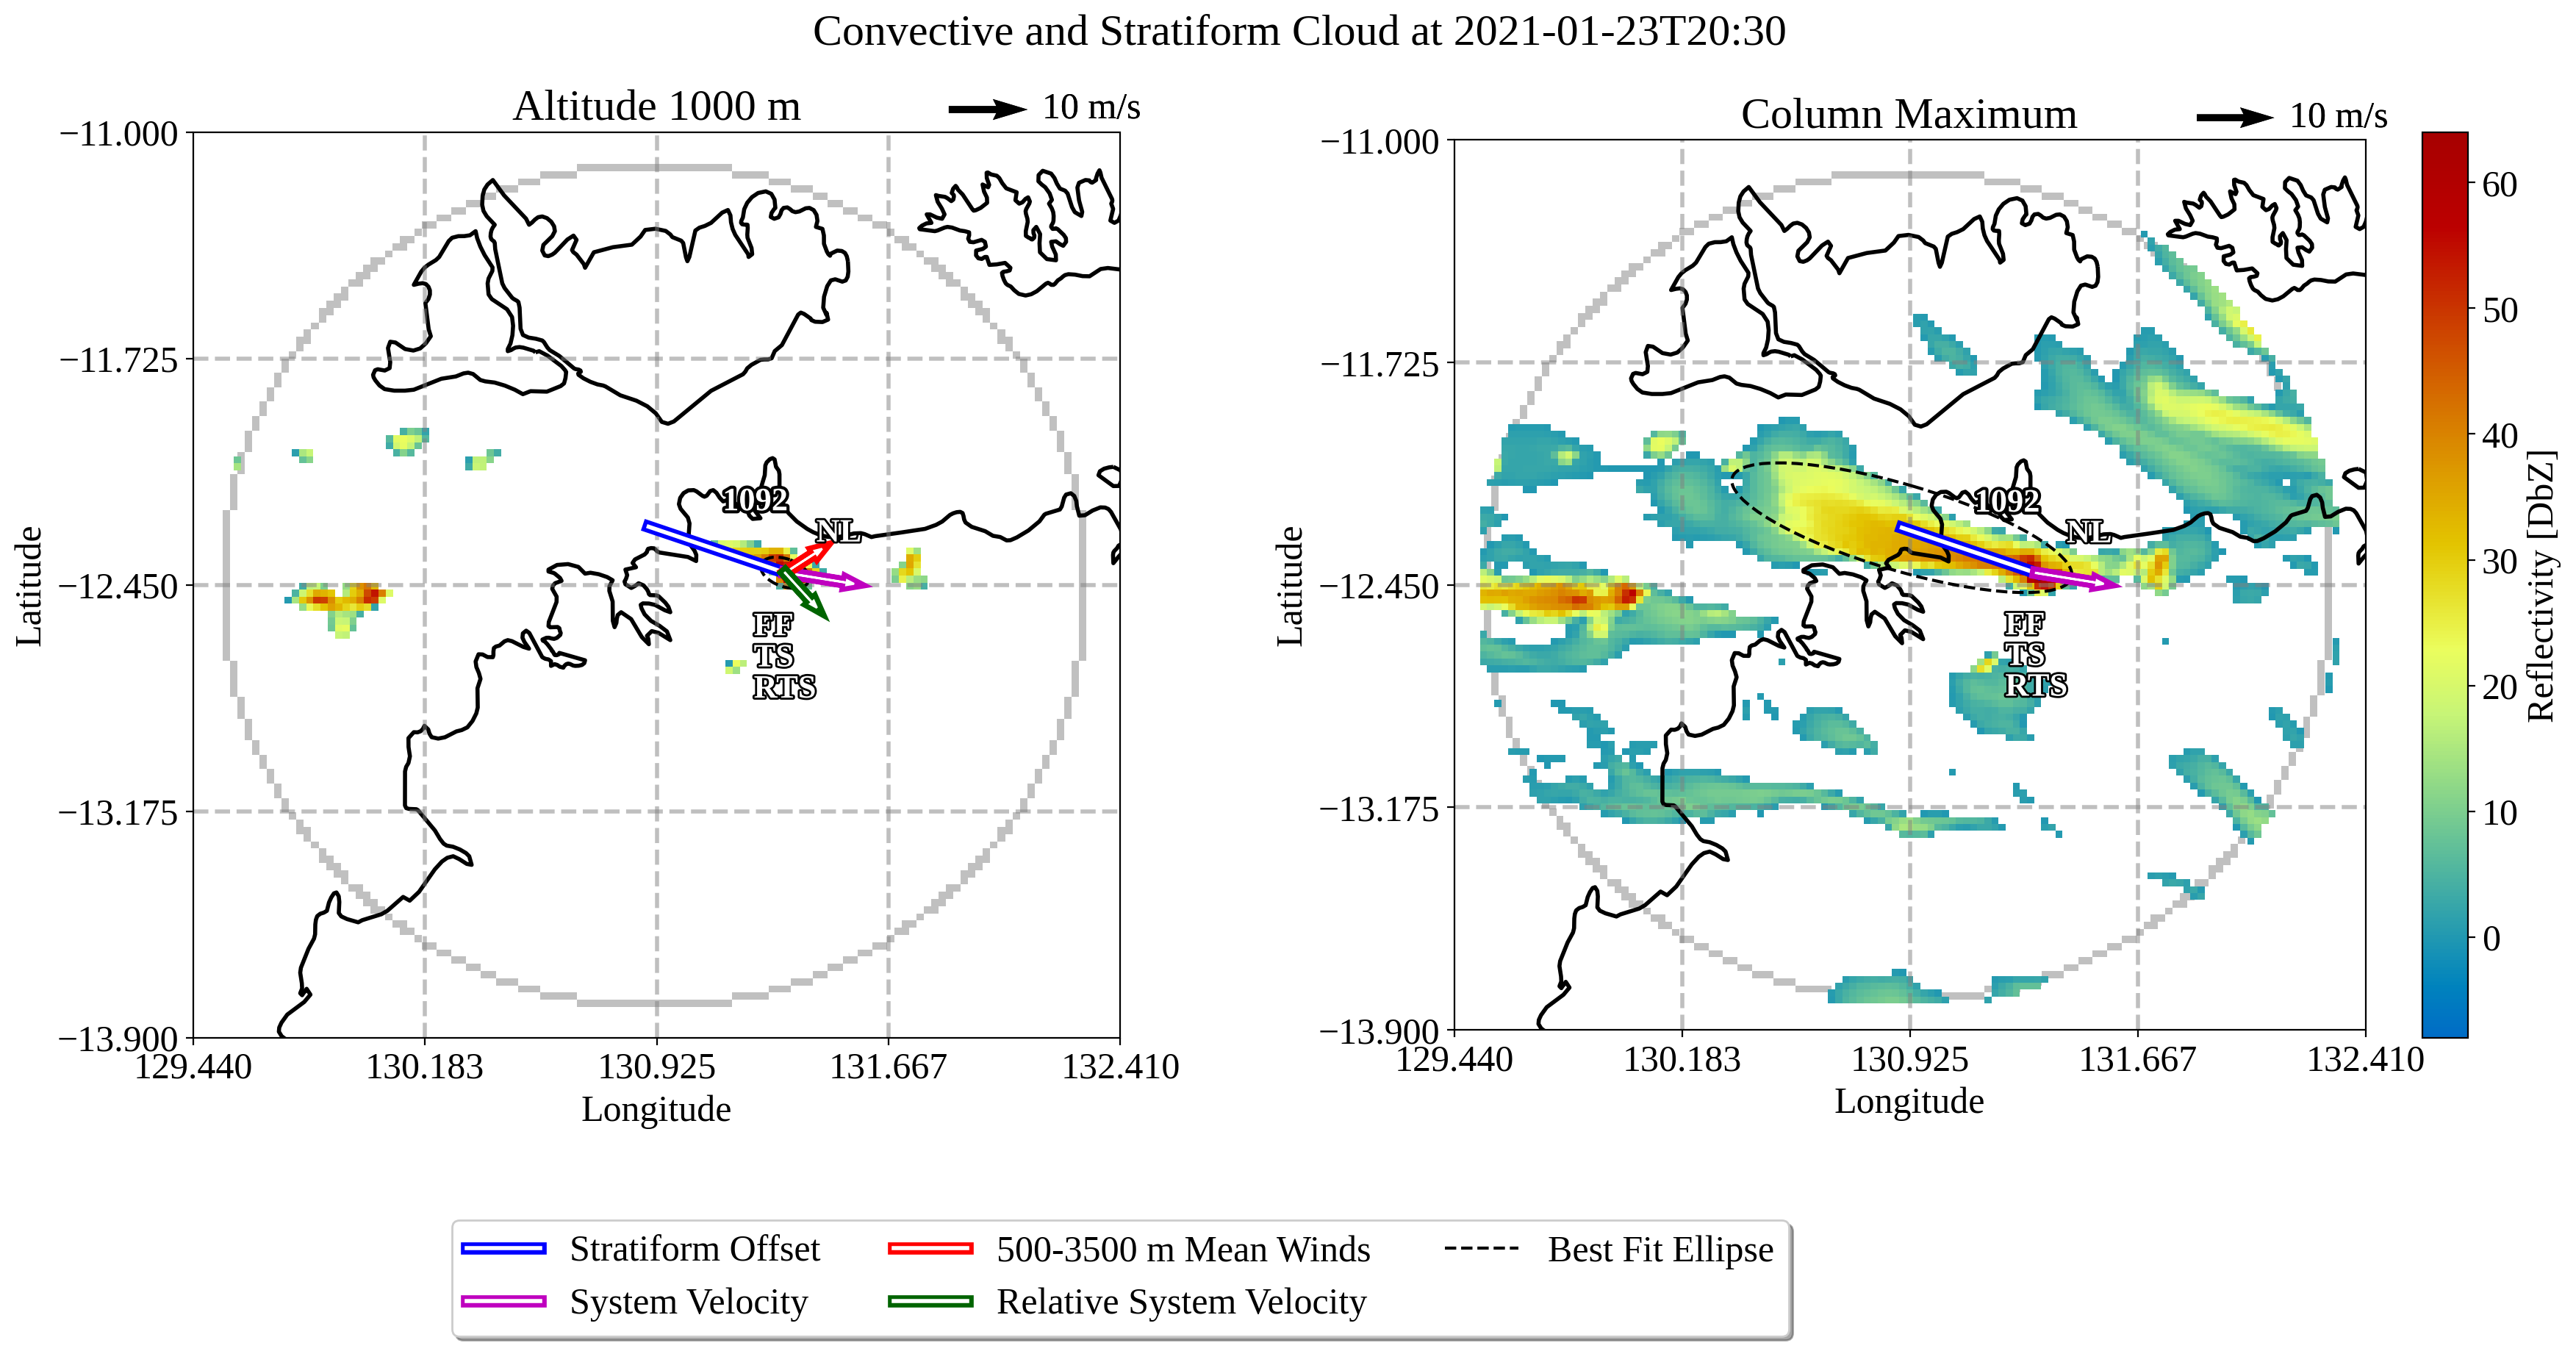 Convective and Stratiform Cloud at 2021-01-23T20:30
Altitude 1000 m
10 m/s
Latitude
−11.000
−11.725
−12.450
−13.175
−13.900
129.440
130.183
130.925
131.667
132.410
Longitude
1092
NL
FF
TS
RTS
Column Maximum
10 m/s
Latitude
−11.000
−11.725
−12.450
−13.175
−13.900
129.440
130.183
130.925
131.667
132.410
Longitude
1092
NL
FF
TS
RTS
60
50
40
30
20
10
0
Reflectivity [DbZ]
Stratiform Offset
System Velocity
500-3500 m Mean Winds
Relative System Velocity
Best Fit Ellipse